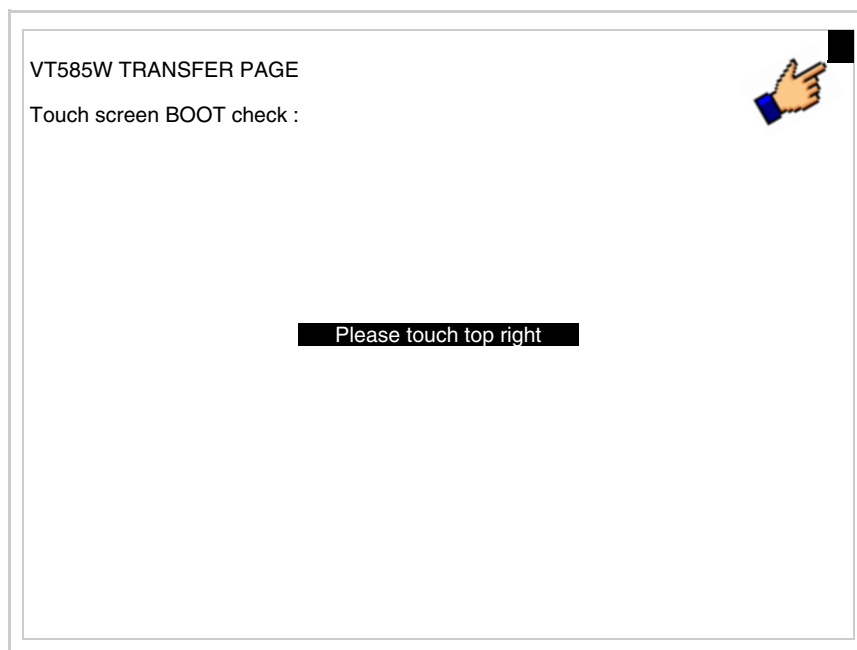 VT585W TRANSFER PAGE
Touch screen BOOT check :
Please touch top right